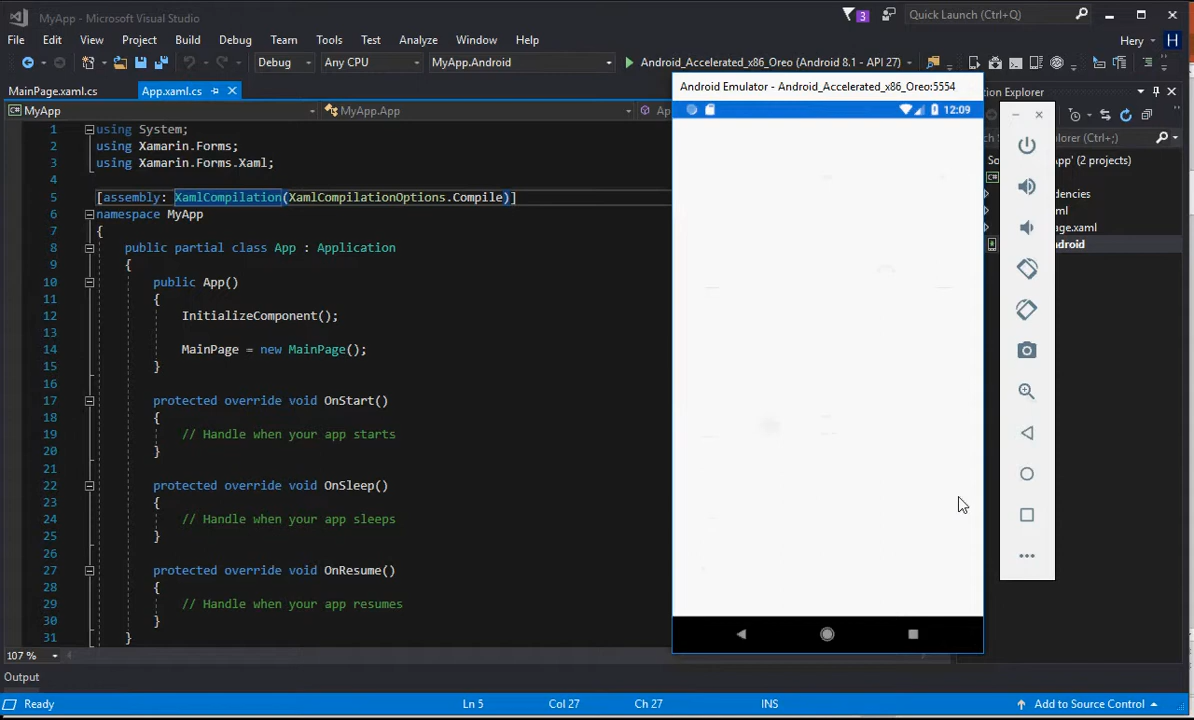 MyApp - Microsoft Visual Studio
3
Quick Launch (Ctrl+Q)
File Edit View Project Build Debug Team Tools Test Analyze Window Help
Hery
H
Debug Any CPU MyApp.Android Android_Accelerated_x86_Oreo (Android 8.1 - API 27)
MainPage.xaml.cs App.xaml.cs
MyApp MyApp.App
1 using System;
2 using Xamarin.Forms;
3 using Xamarin.Forms.Xaml;
4
5 [assembly: XamlCompilation(XamlCompilationOptions.Compile)]
6 namespace MyApp
7 {
8 public partial class App : Application
9 {
10 public App()
11 {
12 InitializeComponent();
13
14 MainPage = new MainPage();
15 }
16
17 protected override void OnStart()
18 {
19 // Handle when your app starts
20 }
21
22 protected override void OnSleep()
23 {
24 // Handle when your app sleeps
25 }
26
27 protected override void OnResume()
28 {
29 // Handle when your app resumes
30 }
31 }
107 %
Output
Ready Ln 5 Col 27 Ch 27 INS Add to Source Control
Android Emulator - Android_Accelerated_x86_Oreo:5554
12:09
on Explorer
plorer (Ctrl+;)
So
App' (2 projects)
dencies
ml
age.xaml
ndroid